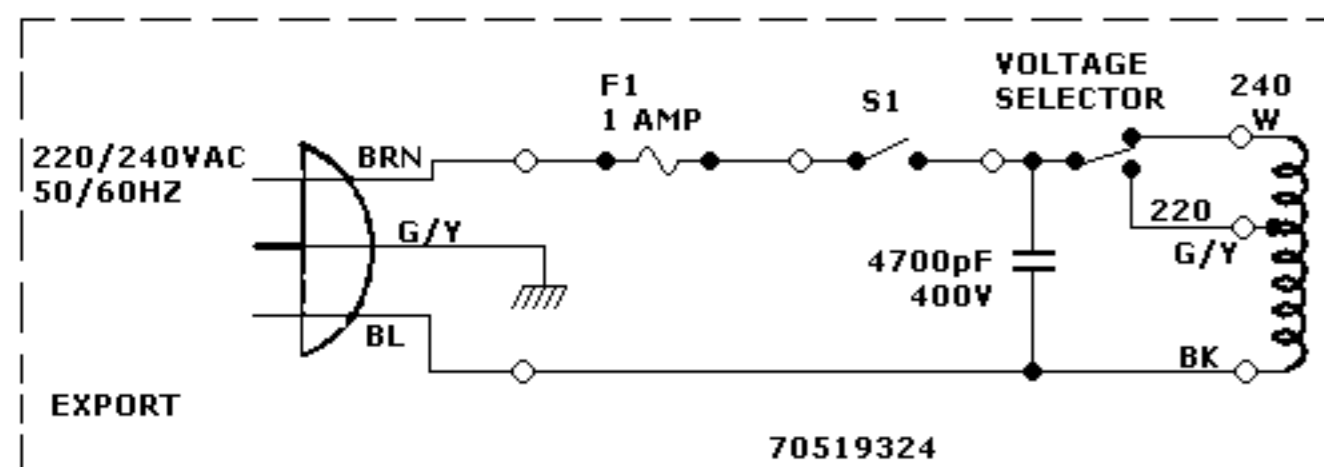 220/240VAC
50/60HZ
BRN
G/Y
BL
EXPORT
F1
1 AMP
S1
VOLTAGE
SELECTOR
240
W
220
G/Y
4700pF
400V
BK
70519324